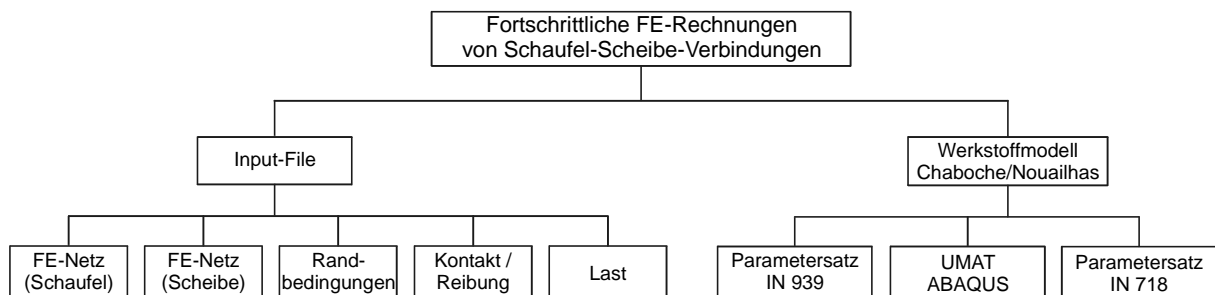 Fortschrittliche FE-Rechnungen
von Schaufel-Scheibe-Verbindungen
Input-File
Werkstoffmodell
Chaboche/Nouailhas
FE-Netz
(Schaufel)
FE-Netz
(Scheibe)
Rand-
bedingungen
Kontakt /
Reibung
Last
Parametersatz
IN 939
UMAT
ABAQUS
Parametersatz
IN 718